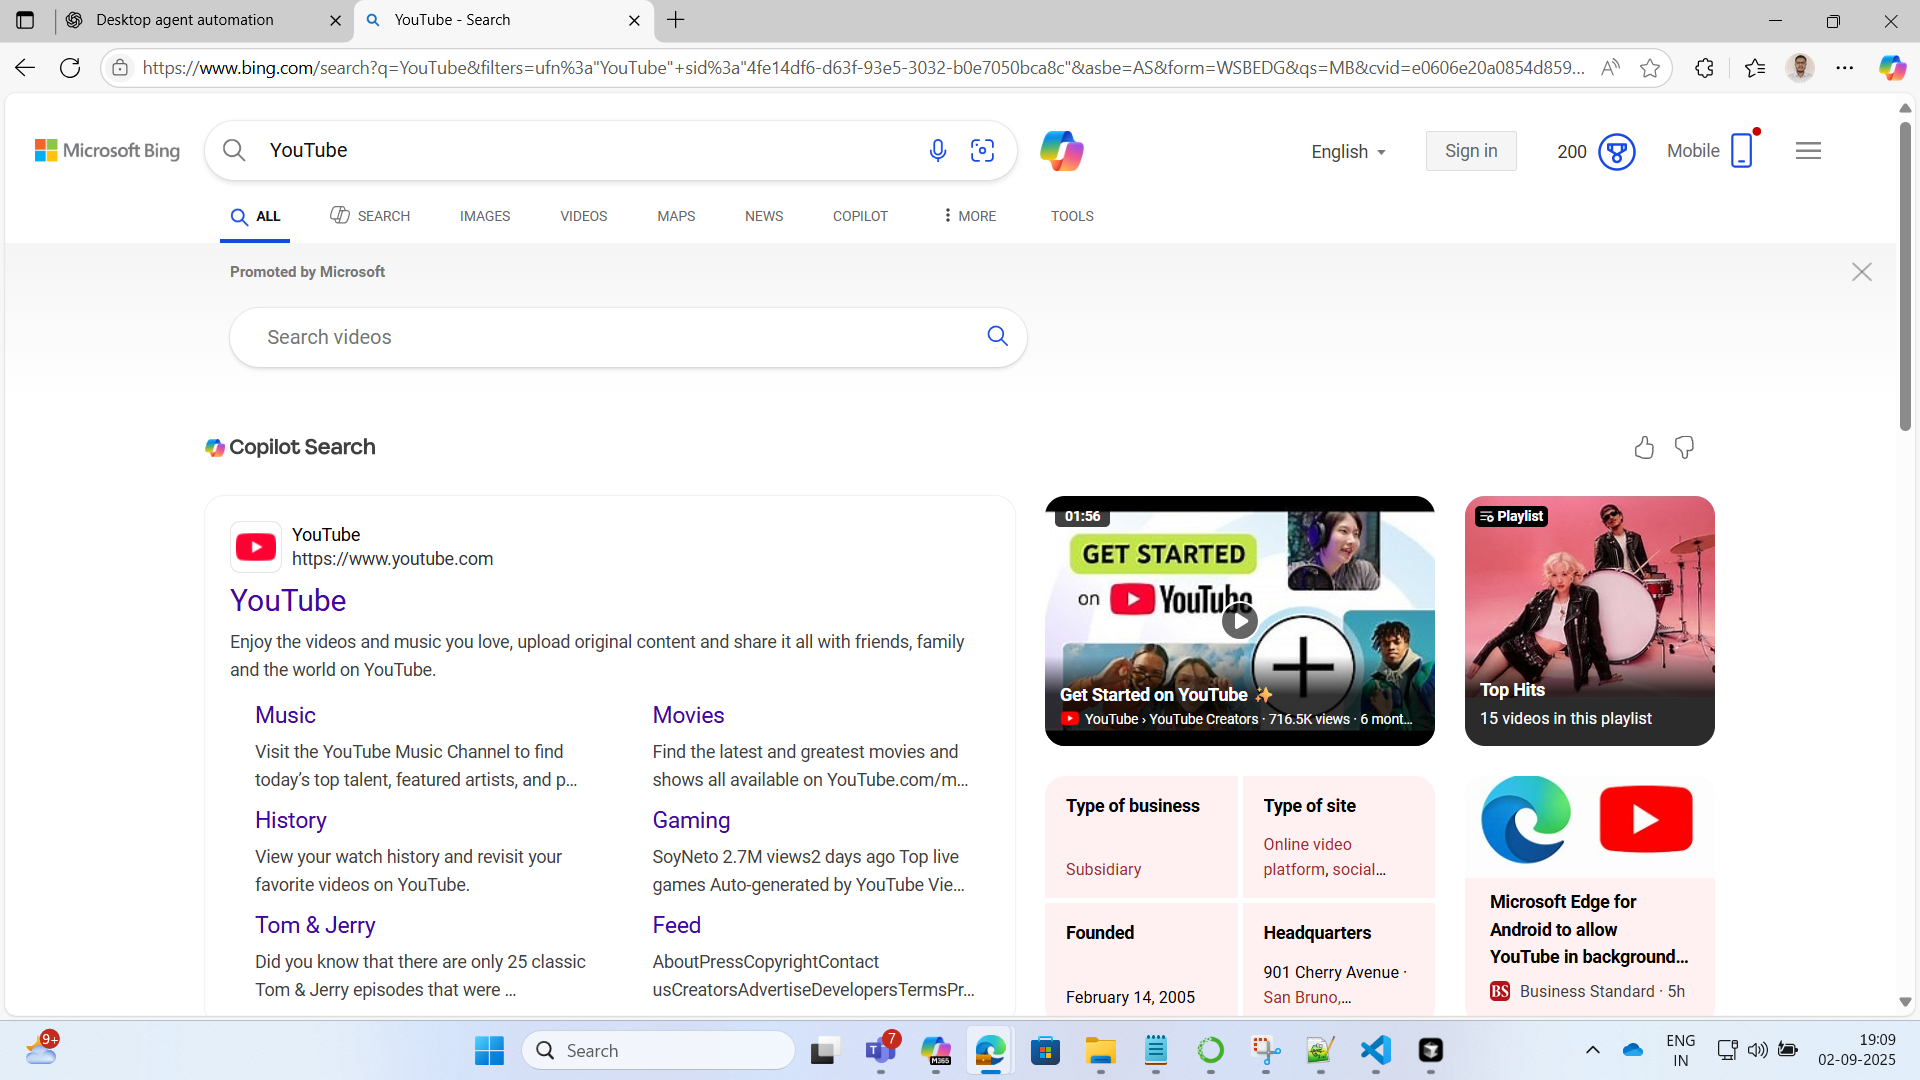 Desktop agent automation
YouTube - Search
https://www.bing.com/search?q=YouTube&filters=ufn%3a"YouTube"+sid%3a"4fe14df6-d63f-93e5-3032-b0e7050bca8c"&asbe=AS&form=WSBEDG&qs=MB&cvid=e0606e20a0854d859...
Microsoft Bing
YouTube
English
Sign in
200
Mobile
ALL
SEARCH
IMAGES
VIDEOS
MAPS
NEWS
COPILOT
MORE
TOOLS
Promoted by Microsoft
Search videos
Copilot Search
YouTube
https://www.youtube.com
YouTube
Enjoy the videos and music you love, upload original content and share it all with friends, family
and the world on YouTube.
Music
Visit the YouTube Music Channel to find
today's top talent, featured artists, and p...
Movies
Find the latest and greatest movies and
shows all available on YouTube.com/m...
History
View your watch history and revisit your
favorite videos on YouTube.
Gaming
SoyNeto 2.7M views2 days ago Top live
games Auto-generated by YouTube Vie...
Tom & Jerry
Did you know that there are only 25 classic
Tom & Jerry episodes that were ...
Feed
AboutPressCopyrightContact
usCreatorsAdvertiseDevelopersTermsPr...
01:56
GET STARTED
on YouTube
Get Started on YouTube ✨
YouTube › YouTube Creators · 716.5K views · 6 mont...
Playlist
Top Hits
15 videos in this playlist
Type of business
Subsidiary
Type of site
Online video
platform, social...
Founded
February 14, 2005
Headquarters
901 Cherry Avenue ·
San Bruno,...
Microsoft Edge for
Android to allow
YouTube in background...
BS Business Standard · 5h
9+
Search
7
M365
ENG
IN
19:09
02-09-2025